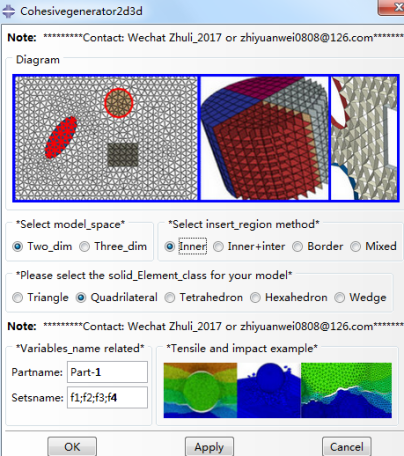 Cohesivegenerator2d3d
Note: *********Contact: Wechat Zhuli_2017 or zhiyuanwei0808@126.com*******
Diagram
*Select model_space* *Select insert_region method*
Two_dim Three_dim Inner Inner+inter Border Mixed
*Please select the solid_Element_class for your model*
Triangle Quadrilateral Tetrahedron Hexahedron Wedge
Note: *********Contact: Wechat Zhuli_2017 or zhiyuanwei0808@126.com*******
*Variables_name related* *Tensile and impact example*
Partname: Part-1
Setsname: f1;f2;f3;f4
OK Apply Cancel